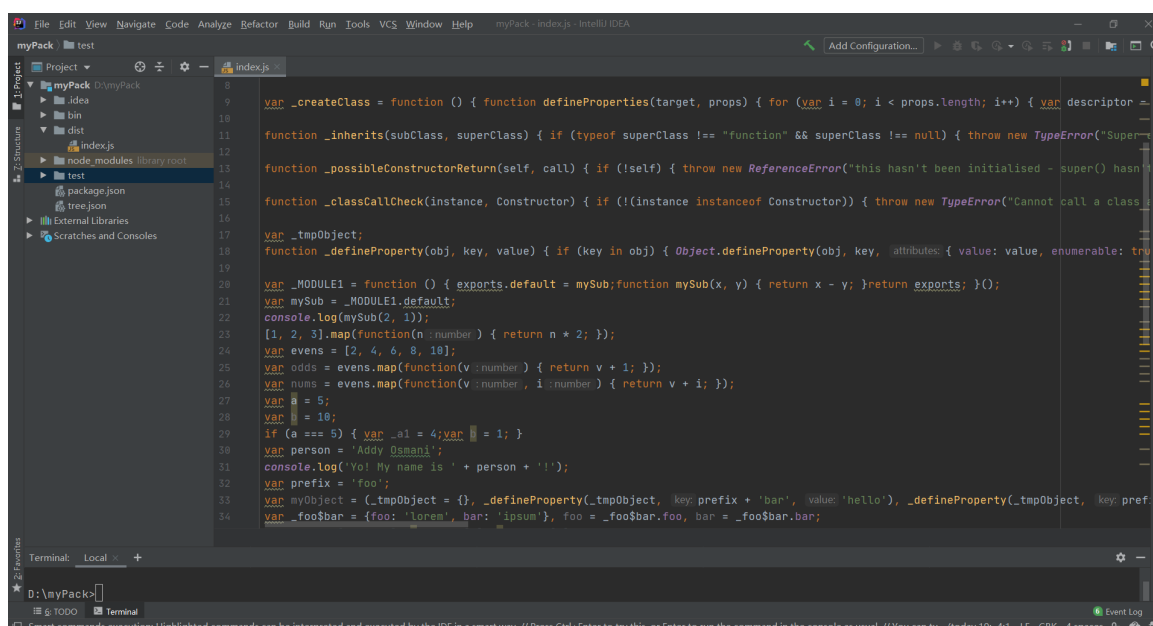 File Edit View Navigate Code Analyze Refactor Build Run Tools VCS Window Help myPack - index.js - IntelliJ IDEA
myPack test Add Configuration...
1: Project
Project
index.js
myPack D:\myPack
.idea
bin
dist
index.js
node_modules library root
test
package.json
tree.json
External Libraries
Scratches and Consoles
7: Structure
8
9 var _createClass = function () { function defineProperties(target, props) { for (var i = 0; i < props.length; i++) { var descriptor =
10
11 function _inherits(subClass, superClass) { if (typeof superClass !== "function" && superClass !== null) { throw new TypeError("Super
12
13 function _possibleConstructorReturn(self, call) { if (!self) { throw new ReferenceError("this hasn't been initialised - super() hasn'
14
15 function _classCallCheck(instance, Constructor) { if (!(instance instanceof Constructor)) { throw new TypeError("Cannot call a class
16
17 var _tmpObject;
18 function _defineProperty(obj, key, value) { if (key in obj) { Object.defineProperty(obj, key, attributes: { value: value, enumerable: tru
19
20 var _MODULE1 = function () { exports.default = mySub;function mySub(x, y) { return x - y; }return exports; }();
21 var mySub = _MODULE1.default;
22 console.log(mySub(2, 1));
23 [1, 2, 3].map(function(n :number ) { return n * 2; });
24 var evens = [2, 4, 6, 8, 10];
25 var odds = evens.map(function(v :number ) { return v + 1; });
26 var nums = evens.map(function(v :number , i :number ) { return v + i; });
27 var a = 5;
28 var b = 10;
29 if (a === 5) { var _a1 = 4;var b = 1; }
30 var person = 'Addy Osmani';
31 console.log('Yo! My name is ' + person + '!');
32 var prefix = 'foo';
33 var myObject = (_tmpObject = {}, _defineProperty(_tmpObject, key: prefix + 'bar', value: 'hello'), _defineProperty(_tmpObject, key: pref
34 var _foo$bar = {foo: 'lorem', bar: 'ipsum'}, foo = _foo$bar.foo, bar = _foo$bar.bar;
2: Favorites
Terminal: Local +
D:\myPack>
6: TODO Terminal 6 Event Log